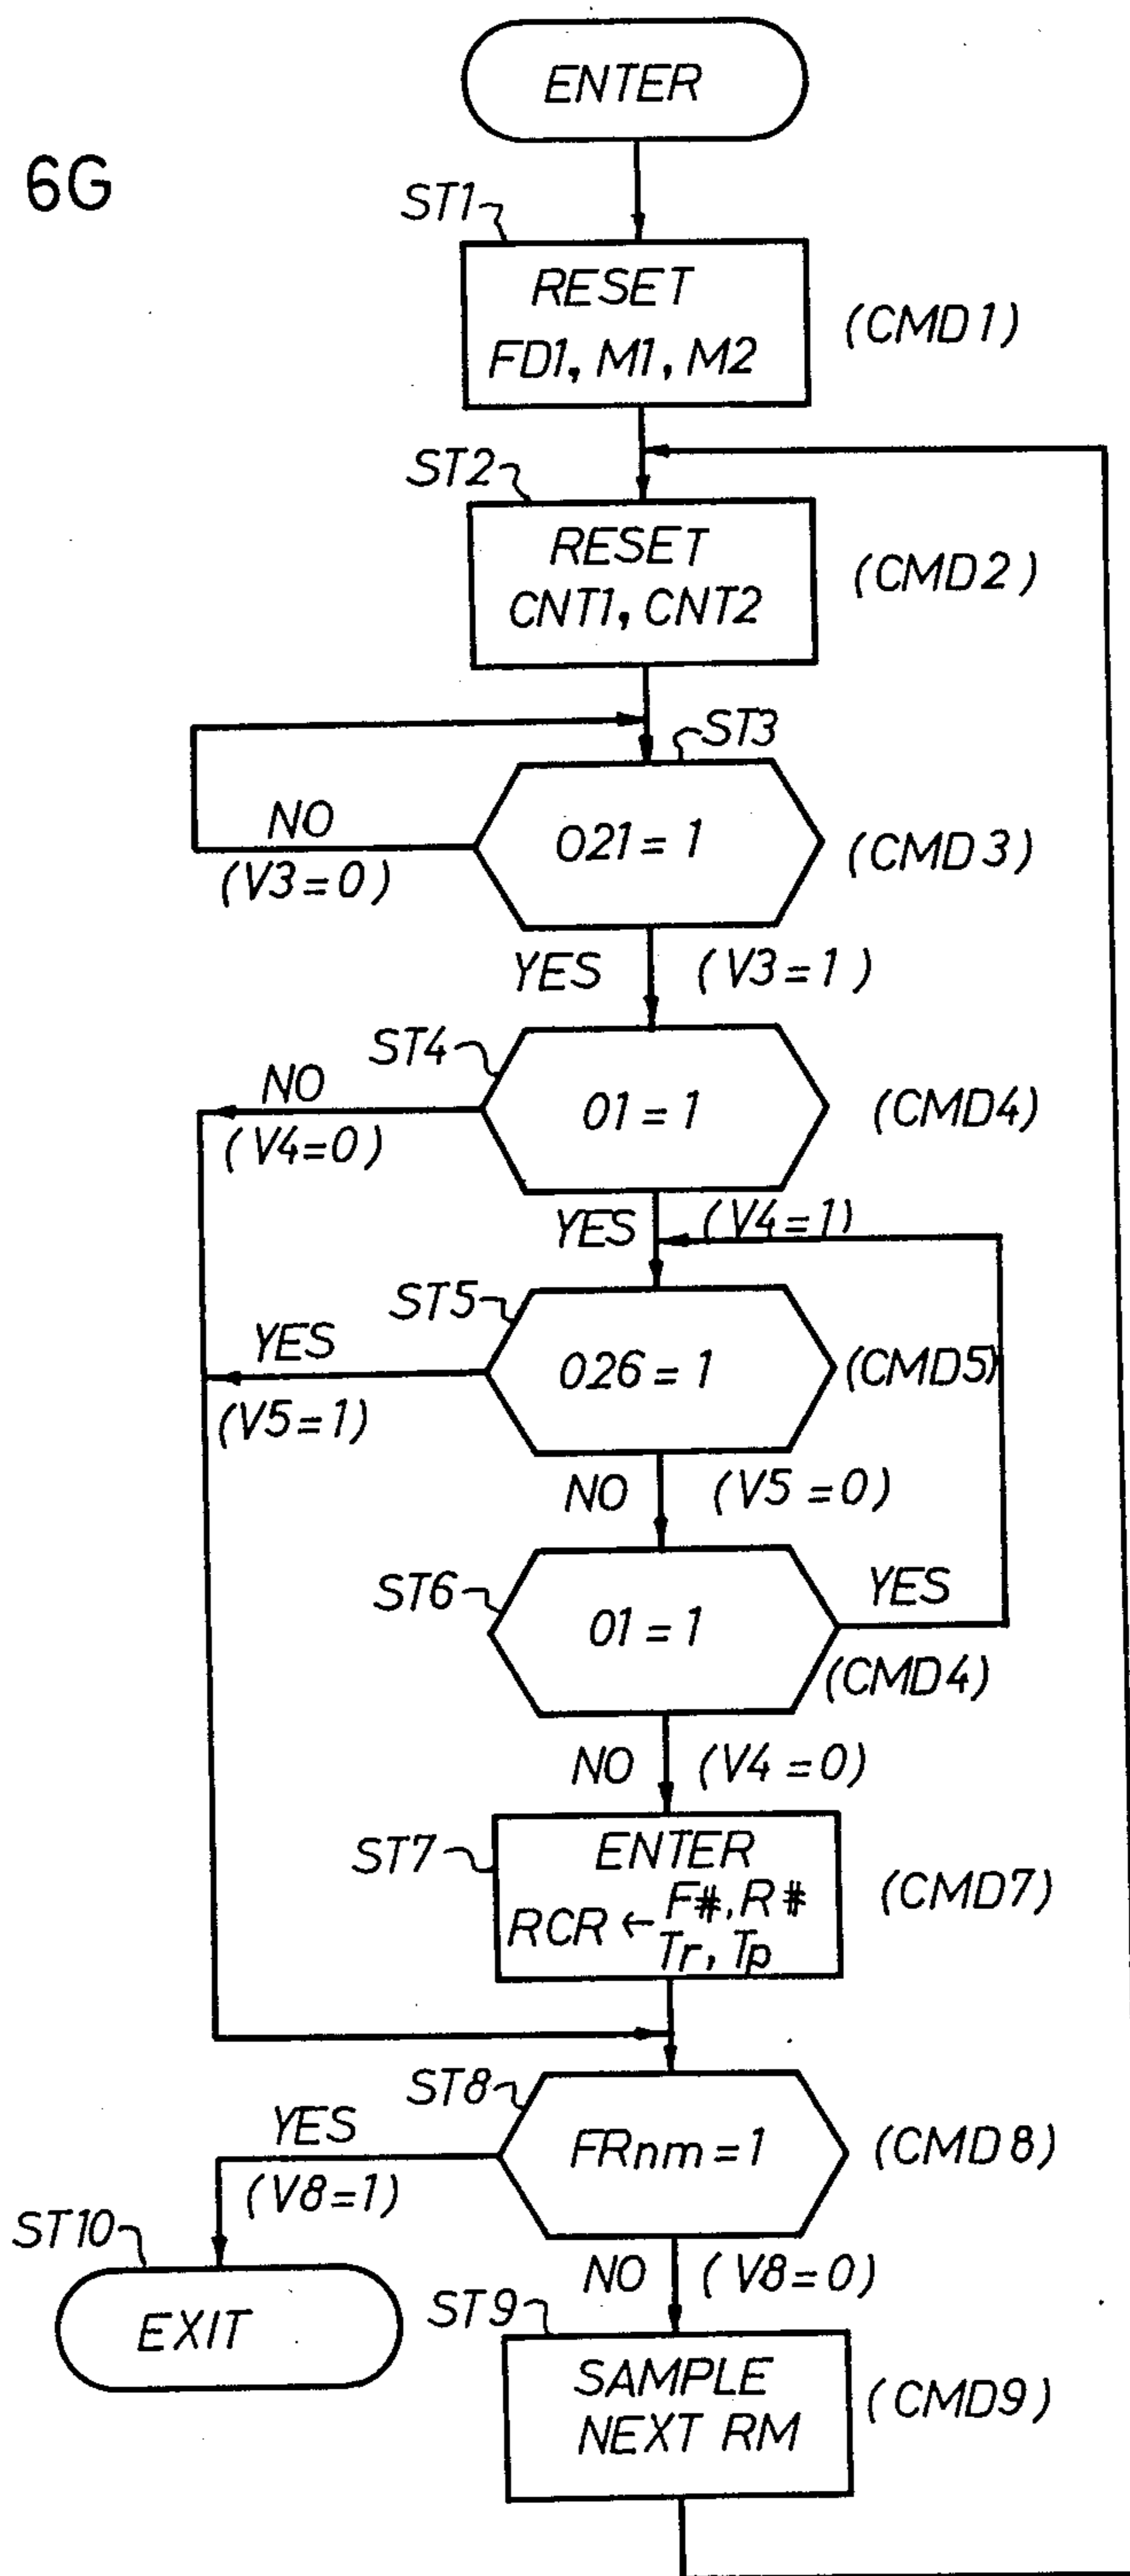 ENTER
6G
ST1
RESET
FD1, M1, M2
(CMD1)
ST2
RESET
CNT1, CNT2
(CMD2)
ST3
NO
(V3=0)
021 = 1
(CMD3)
YES
(V3=1)
ST4
NO
(V4=0)
01 = 1
(CMD4)
YES
(V4=1)
ST5
YES
(V5=1)
026 = 1
(CMD5)
NO
(V5=0)
ST6
01 = 1
YES
(CMD4)
NO
(V4=0)
ST7
ENTER
RCR ← F#, R#
Tr, Tp
(CMD7)
ST8
YES
(V8=1)
FRnm=1
(CMD8)
ST10
EXIT
NO
(V8=0)
ST9
SAMPLE
NEXT RM
(CMD9)